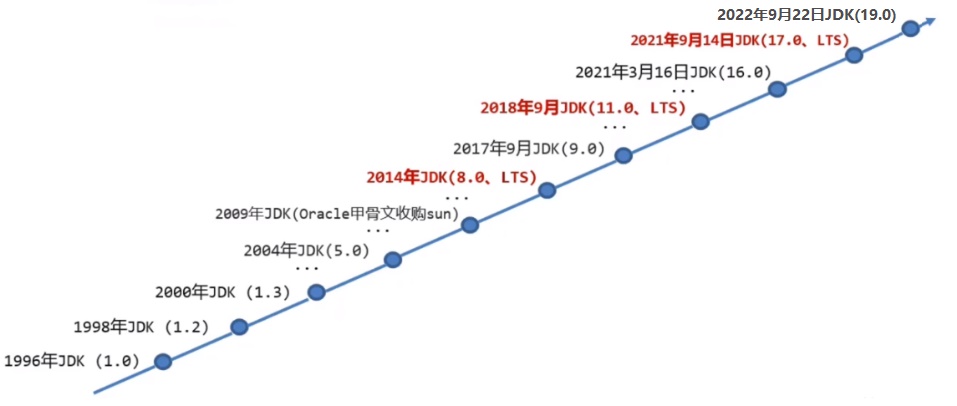 2022年9月22日JDK(19.0)
2021年9月14日JDK(17.0、LTS)
2021年3月16日JDK(16.0)
...
2018年9月JDK(11.0、LTS)
...
2017年9月JDK(9.0)
2014年JDK(8.0、LTS)
...
2009年JDK(Oracle甲骨文收购sun)
...
2004年JDK(5.0)
...
2000年JDK (1.3)
1998年JDK (1.2)
1996年JDK (1.0)